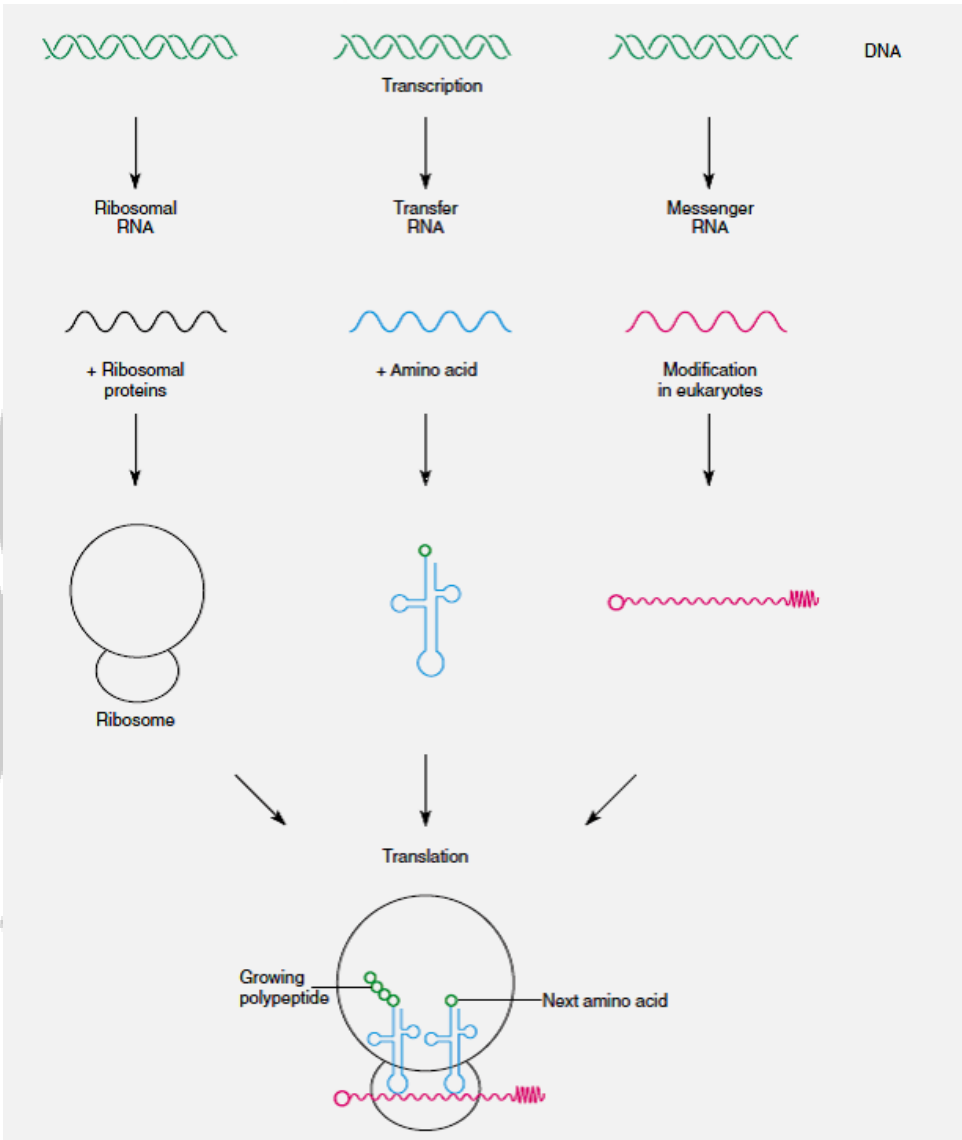 DNA
Transcription
Ribosomal
RNA
Transfer
RNA
Messenger
RNA
+ Ribosomal
proteins
+ Amino acid
Modification
in eukaryotes
Ribosome
Translation
Growing
polypeptide
Next amino acid